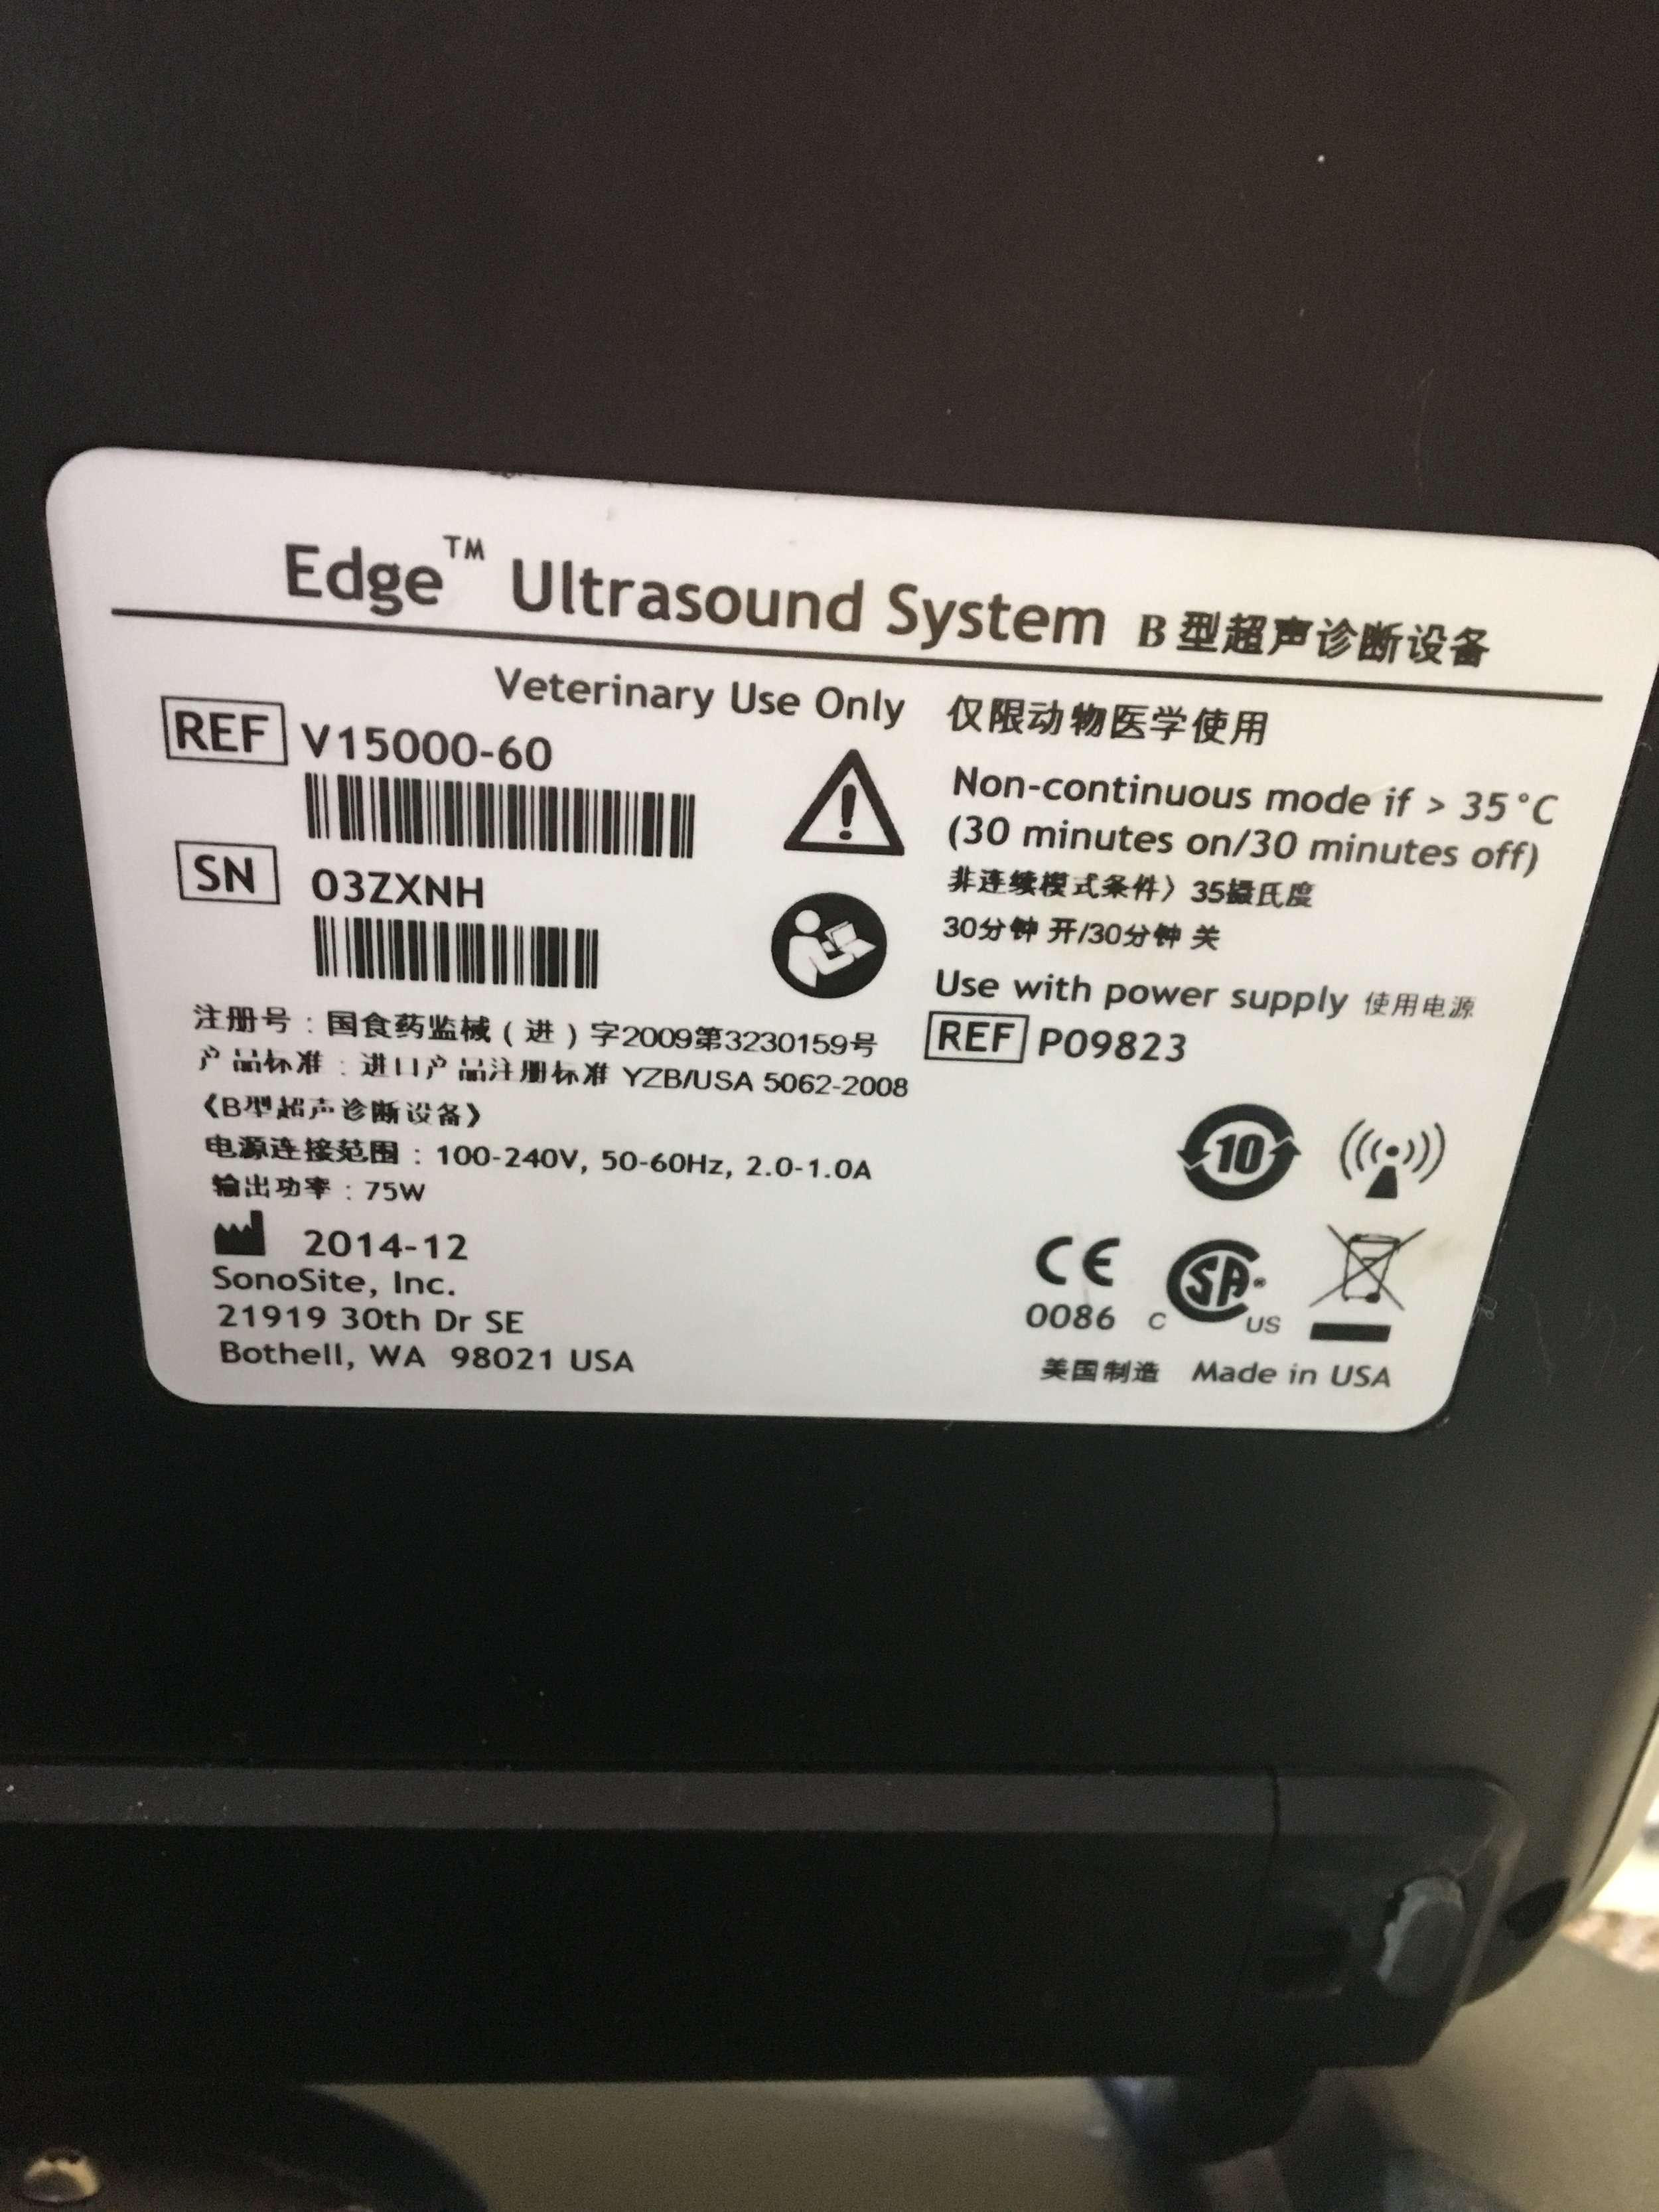 Edge™ Ultrasound System B型超声诊断设备
Veterinary Use Only 仅限动物医学使用
REF V15000-60
SN 03ZXNH
Non-continuous mode if > 35°C
(30 minutes on/30 minutes off)
非连续模式条件〉35摄氏度
30分钟 开/30分钟 关
Use with power supply 使用电源
REF P09823
注册号：国食药监械（进）字2009第3230159号
产品标准：进口产品注册标准 YZB/USA 5062-2008
《B型超声诊断设备》
电源连接范围：100-240V, 50-60Hz, 2.0-1.0A
输出功率：75W
2014-12
SonoSite, Inc.
21919 30th Dr SE
Bothell, WA 98021 USA
10
CE
0086
C SA® US
美国制造 Made in USA